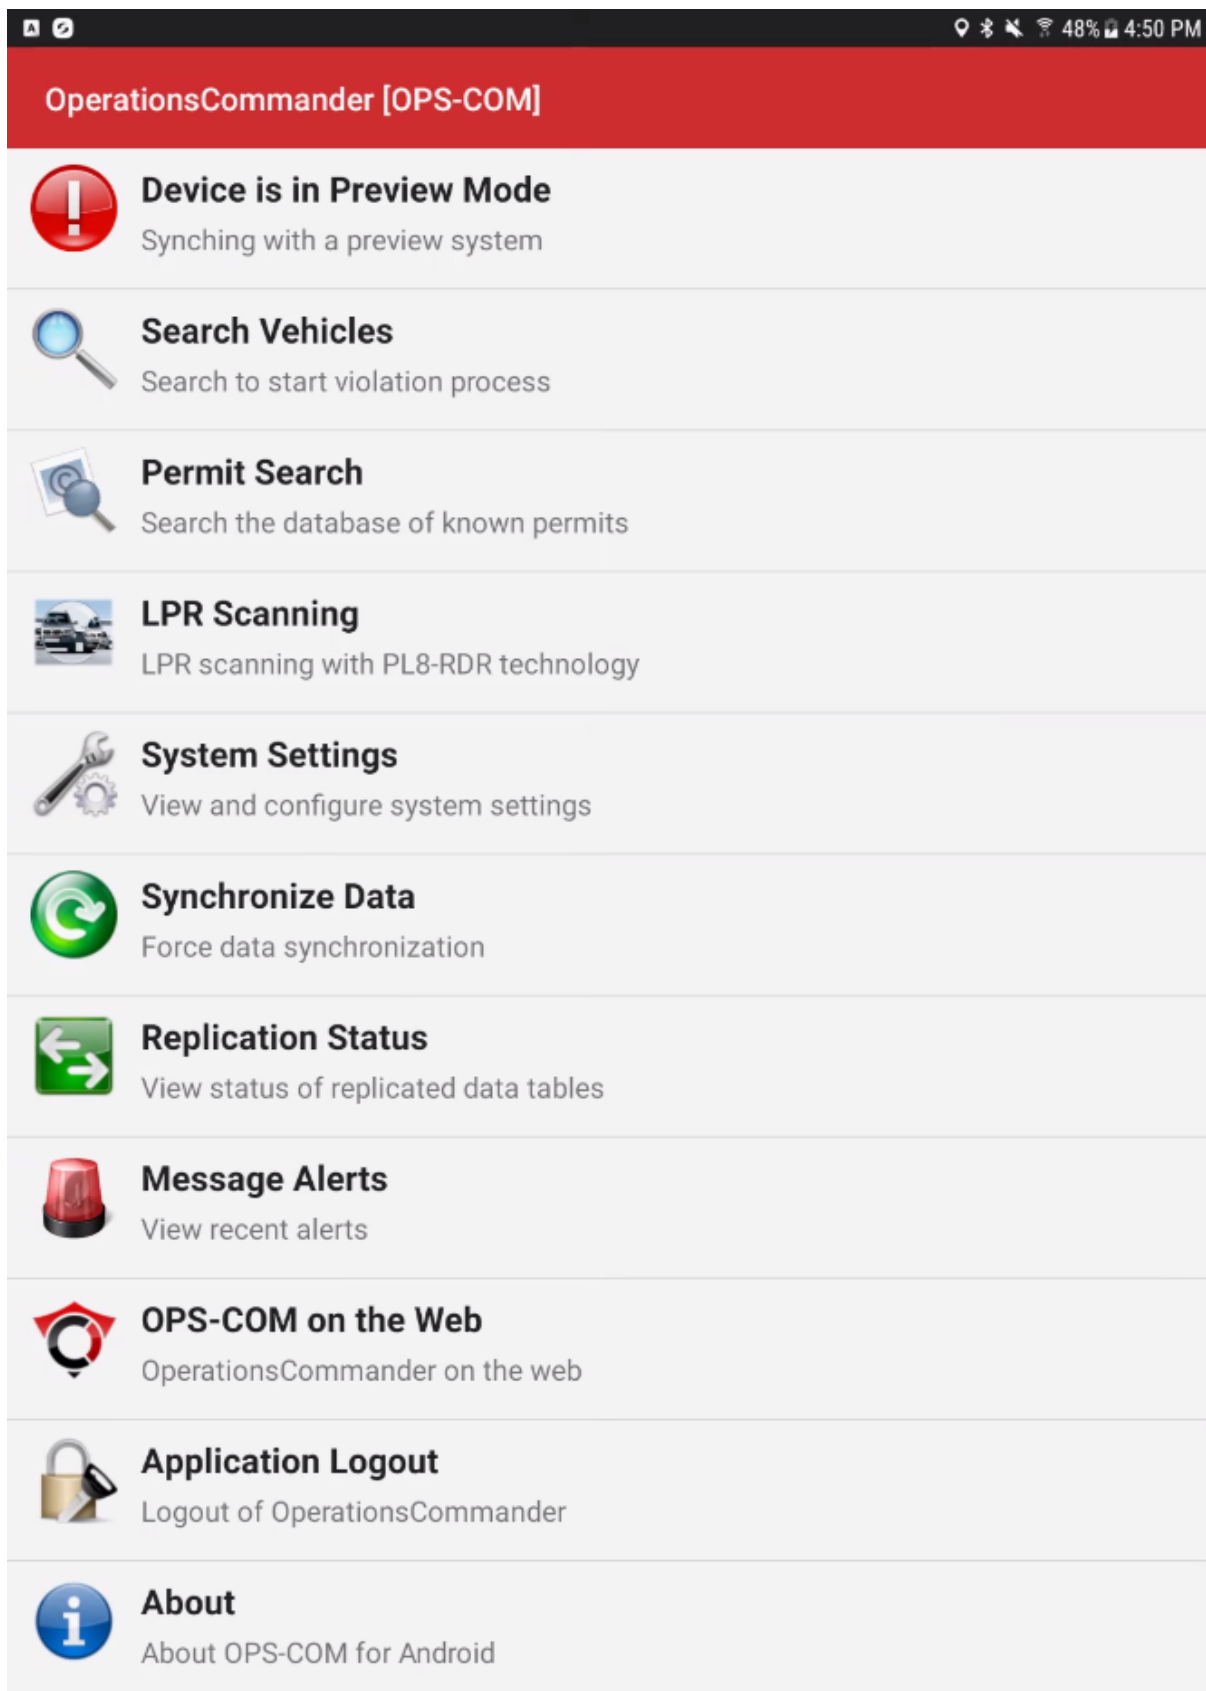 48% 4:50 PM
OperationsCommander [OPS-COM]
Device is in Preview Mode
Synching with a preview system
Search Vehicles
Search to start violation process
Permit Search
Search the database of known permits
LPR Scanning
LPR scanning with PL8-RDR technology
System Settings
View and configure system settings
Synchronize Data
Force data synchronization
Replication Status
View status of replicated data tables
Message Alerts
View recent alerts
OPS-COM on the Web
OperationsCommander on the web
Application Logout
Logout of OperationsCommander
About
About OPS-COM for Android